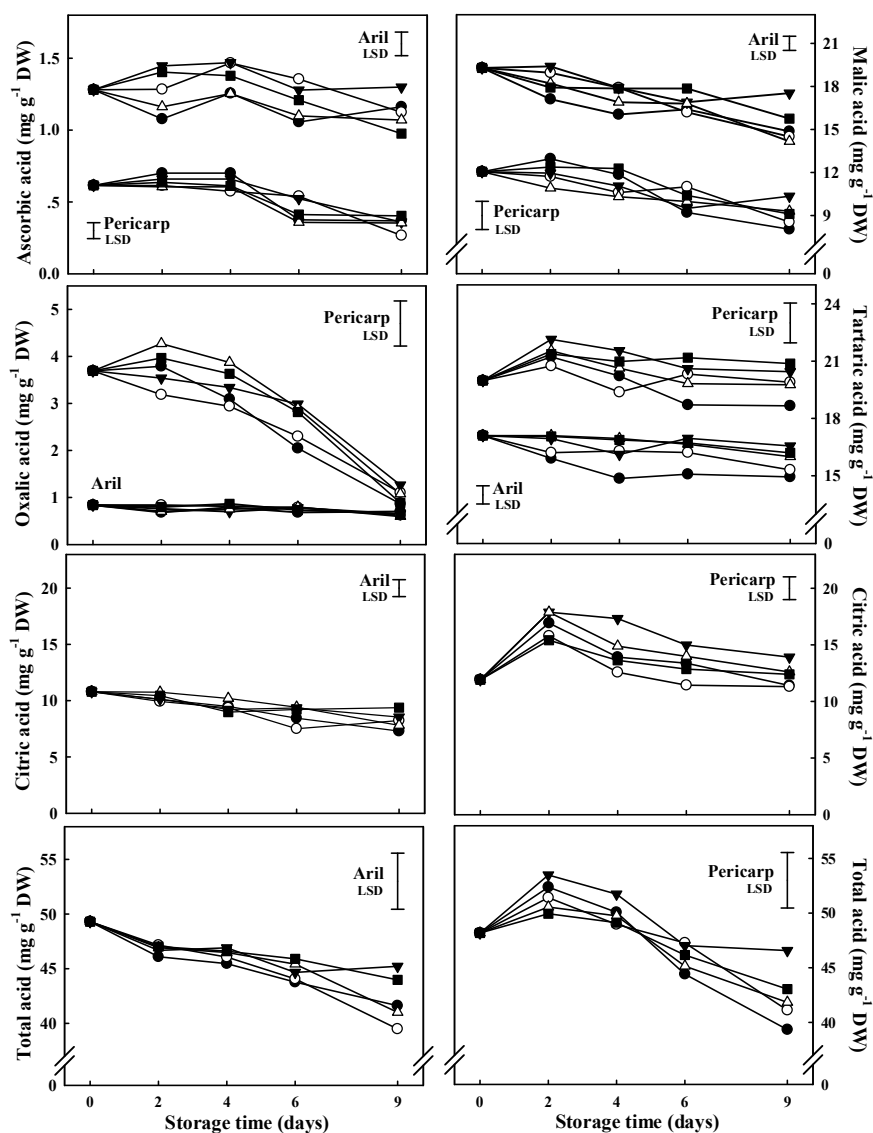 Ascorbic acid (mg g-1 DW)
1.5
1.0
.5
0.0
Aril
LSD
Pericarp
LSD
Aril
LSD
Pericarp
LSD
21
18
15
12
9
0
Malic acid (mg g-1 DW)
Oxalic acid (mg g-1 DW)
5
4
3
2
1
0
Pericarp
LSD
Aril
Pericarp
LSD
Aril
LSD
24
21
18
15
0
Tartaric acid (mg g-1 DW)
Citric acid (mg g-1 DW)
20
15
10
5
0
Aril
LSD
Pericarp
LSD
20
15
10
5
0
Citric acid (mg g-1 DW)
Total acid (mg g-1 DW)
55
50
45
40
0
Aril
LSD
Pericarp
LSD
55
50
45
40
0
Total acid (mg g-1 DW)
0 2 4 6 9
Storage time (days)
0 2 4 6 9
Storage time (days)